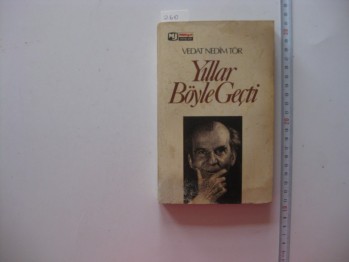 VEDAT NEDİM TÖR
Yıllar
Böyle Geçti